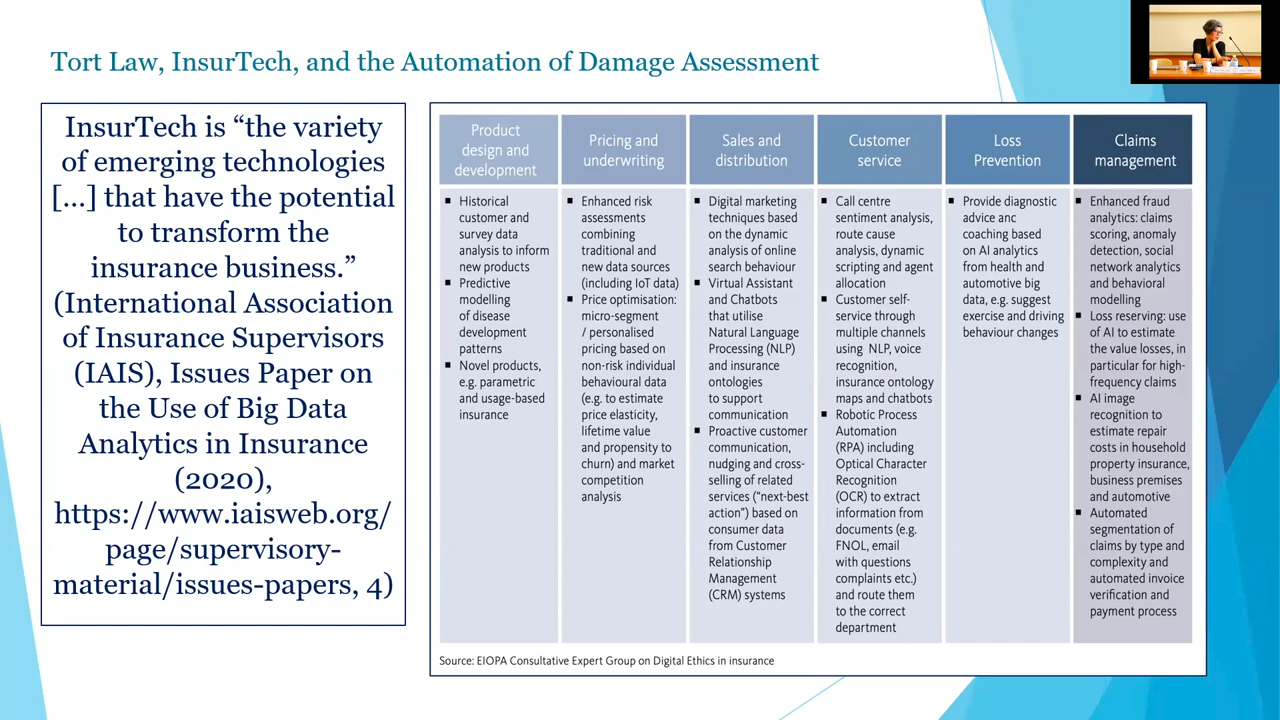 Tort Law, InsurTech, and the Automation of Damage Assessment
InsurTech is “the variety
of emerging technologies
[…] that have the potential
to transform the
insurance business.”
(International Association
of Insurance Supervisors
(IAIS), Issues Paper on
the Use of Big Data
Analytics in Insurance
(2020),
https://www.iaisweb.org/
page/supervisory-
material/issues-papers, 4)
Product
design and
development
▪ Historical
customer and
survey data
analysis to inform
new products
▪ Predictive
modelling
of disease
development
patterns
▪ Novel products,
e.g. parametric
and usage-based
insurance
Pricing and
underwriting
▪ Enhanced risk
assessments
combining
traditional and
new data sources
(including IoT data)
▪ Price optimisation:
micro-segment
/ personalised
pricing based on
non-risk individual
behavioural data
(e.g. to estimate
price elasticity,
lifetime value
and propensity to
churn) and market
competition
analysis
Sales and
distribution
▪ Digital marketing
techniques based
on the dynamic
analysis of online
search behaviour
▪ Virtual Assistant
and Chatbots
that utilise
Natural Language
Processing (NLP)
and insurance
ontologies
to support
communication
▪ Proactive customer
communication,
nudging and cross-
selling of related
services (“next-best
action”) based on
consumer data
from Customer
Relationship
Management
(CRM) systems
Customer
service
▪ Call centre
sentiment analysis,
route cause
analysis, dynamic
scripting and agent
allocation
▪ Customer self-
service through
multiple channels
using NLP, voice
recognition,
insurance ontology
maps and chatbots
▪ Robotic Process
Automation
(RPA) including
Optical Character
Recognition
(OCR) to extract
information from
documents (e.g.
FNOL, email
with questions
complaints etc.)
and route them
to the correct
department
Loss
Prevention
▪ Provide diagnostic
advice anc
coaching based
on AI analytics
from health and
automotive big
data, e.g. suggest
exercise and driving
behaviour changes
Claims
management
▪ Enhanced fraud
analytics: claims
scoring, anomaly
detection, social
network analytics
and behavioral
modelling
▪ Loss reserving: use
of AI to estimate
the value losses, in
particular for high-
frequency claims
▪ AI image
recognition to
estimate repair
costs in household
property insurance,
business premises
and automotive
▪ Automated
segmentation of
claims by type and
complexity and
automated invoice
verification and
payment process
Source: EIOPA Consultative Expert Group on Digital Ethics in insurance